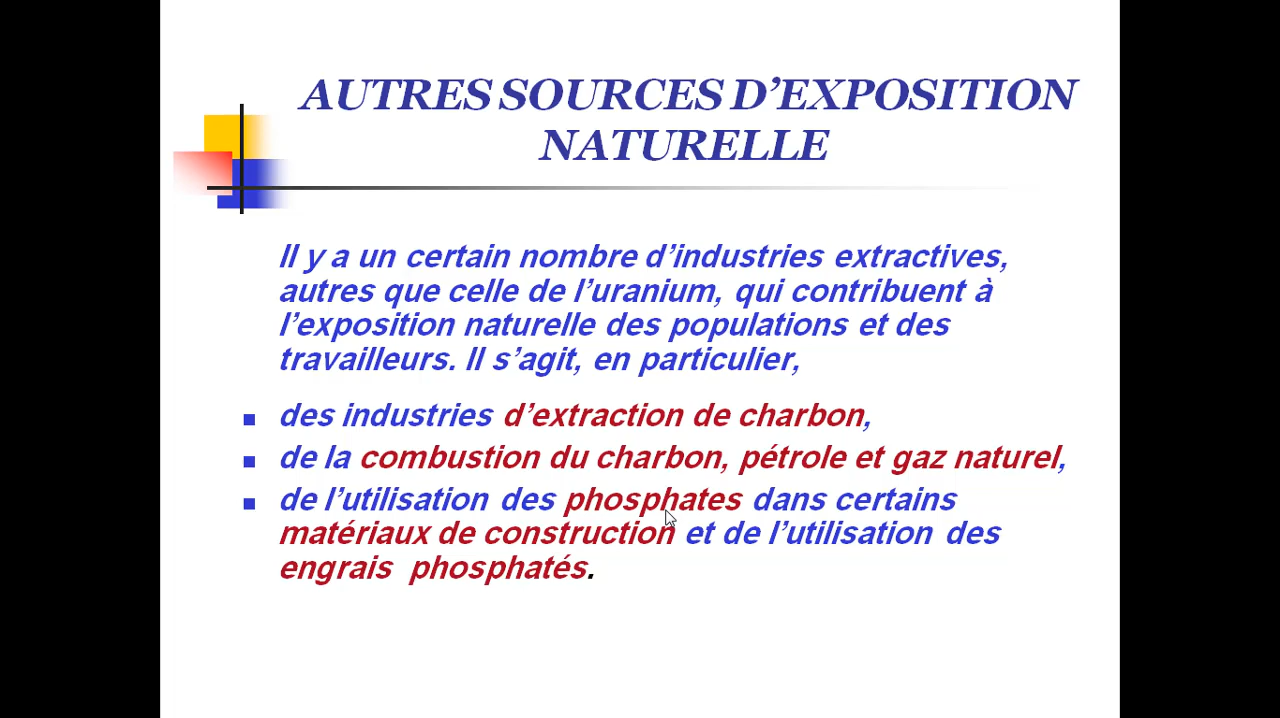 AUTRES SOURCES D’EXPOSITION
NATURELLE
Il y a un certain nombre d’industries extractives,
autres que celle de l’uranium, qui contribuent à
l’exposition naturelle des populations et des
travailleurs. Il s’agit, en particulier,
des industries d’extraction de charbon,
de la combustion du charbon, pétrole et gaz naturel,
de l’utilisation des phosphates dans certains
matériaux de construction et de l’utilisation des
engrais phosphatés.